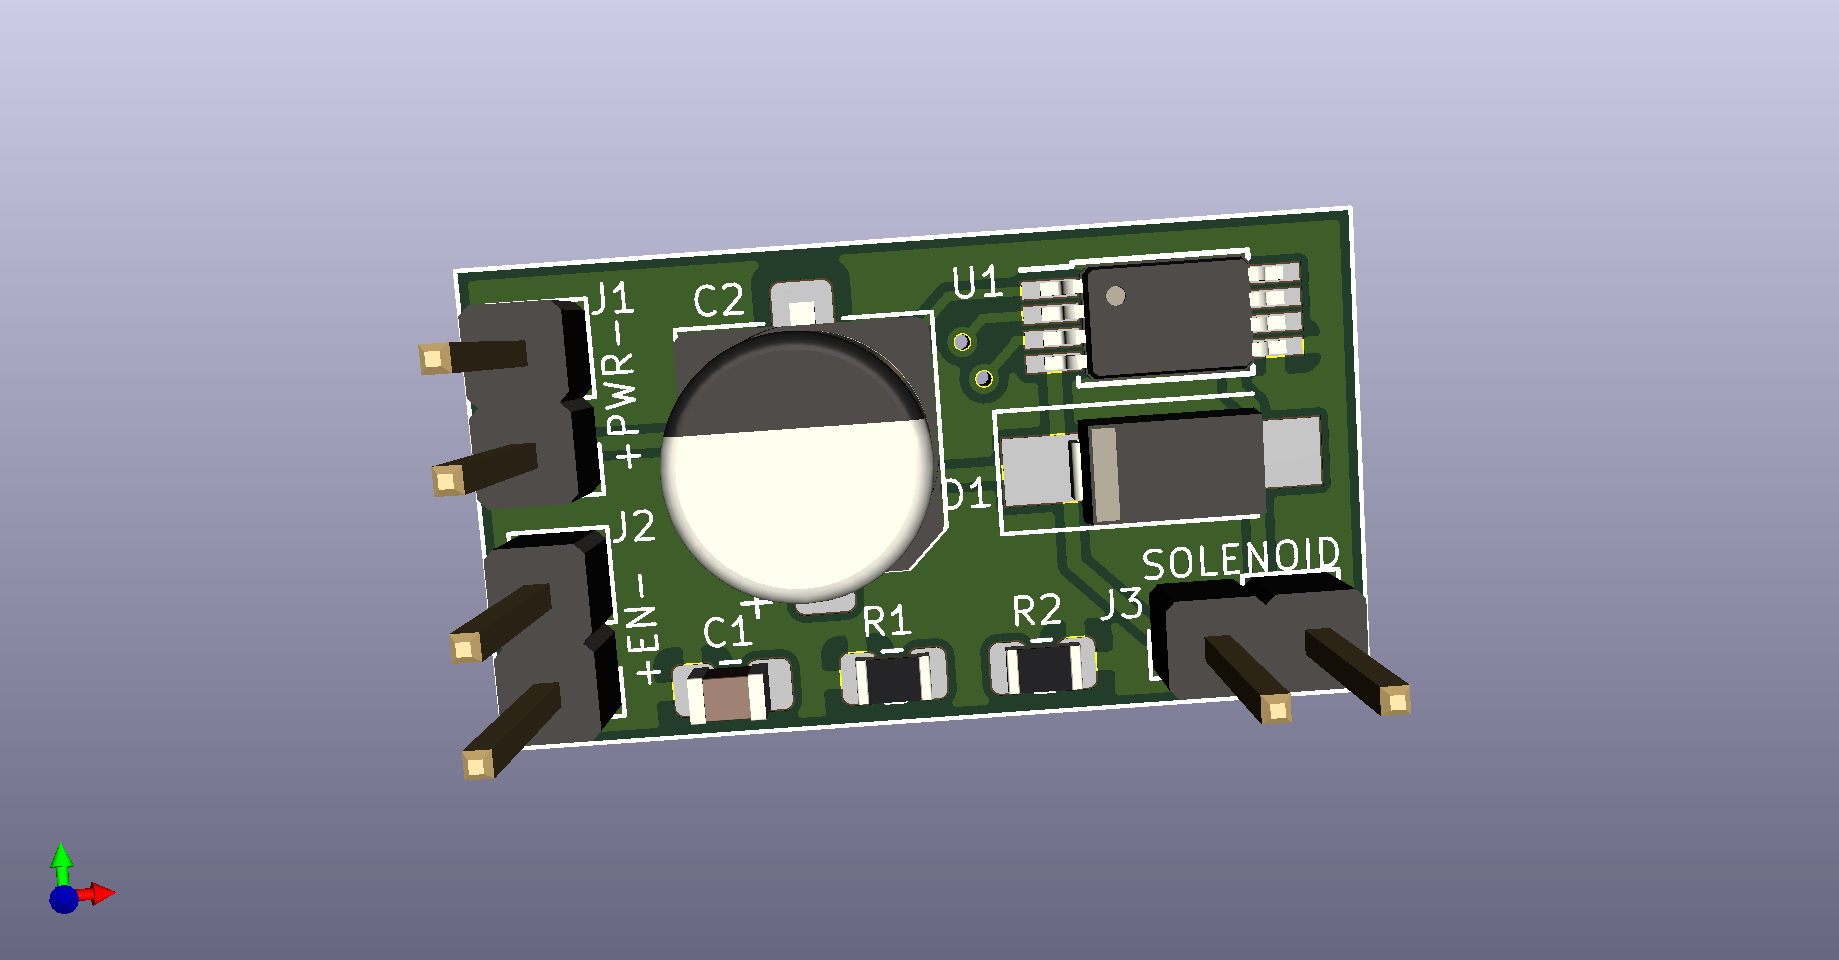 J1
C2
U1
+PWR-
D1
J2
SOLENOID
+EN-
+
C1
R1
R2
J3